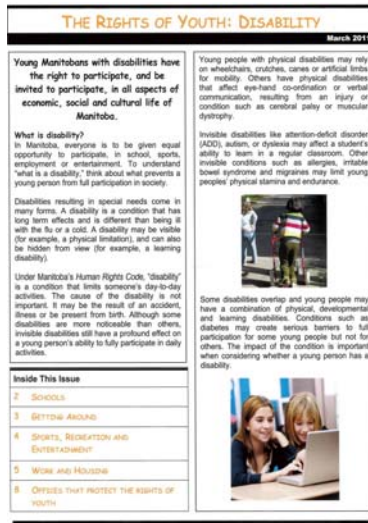 THE RIGHTS OF YOUTH: DISABILITY
March 2011
Young Manitobans with disabilities have
the right to participate, and be
invited to participate, in all aspects of
economic, social and cultural life of
Manitoba.
What is disability?
In Manitoba, everyone is to be given equal
opportunity to participate, in school, sports,
employment or entertainment. To understand
"what is a disability," think about what prevents a
young person from full participation in society.
Disabilities resulting in special needs come in
many forms. A disability is a condition that has
long term effects and is different than being ill
with the flu or a cold. A disability may be visible
(for example, a physical limitation), and can also
be hidden from view (for example, a learning
disability).
Under Manitoba's Human Rights Code, "disability"
is a condition that limits someone's day-to-day
activities. The cause of the disability is not
important. It may be the result of an accident,
illness or be present from birth. Although some
disabilities are more noticeable than others,
invisible disabilities still have a profound effect on
a young person's ability to fully participate in daily
activities.
Inside This Issue
2 SCHOOLS
3 GETTING AROUND
4 SPORTS, RECREATION AND
ENTERTAINMENT
5 WORK AND HOUSING
6 OFFICES THAT PROTECT THE RIGHTS OF
YOUTH
Young people with physical disabilities may rely
on wheelchairs, crutches, canes or artificial limbs
for mobility. Others have physical disabilities
that affect eye-hand co-ordination or verbal
communication, resulting from an injury or
condition such as cerebral palsy or muscular
dystrophy.
Invisible disabilities like attention-deficit disorder
(ADD), autism, or dyslexia may affect a student's
ability to learn in a regular classroom. Other
invisible conditions such as allergies, irritable
bowel syndrome and migraines may limit young
peoples' physical stamina and endurance.
Some disabilities overlap and young people may
have a combination of physical, developmental
and learning disabilities. Conditions such as
diabetes may create serious barriers to full
participation for some young people but not for
others. The impact of the condition is important
when considering whether a young person has a
disability.